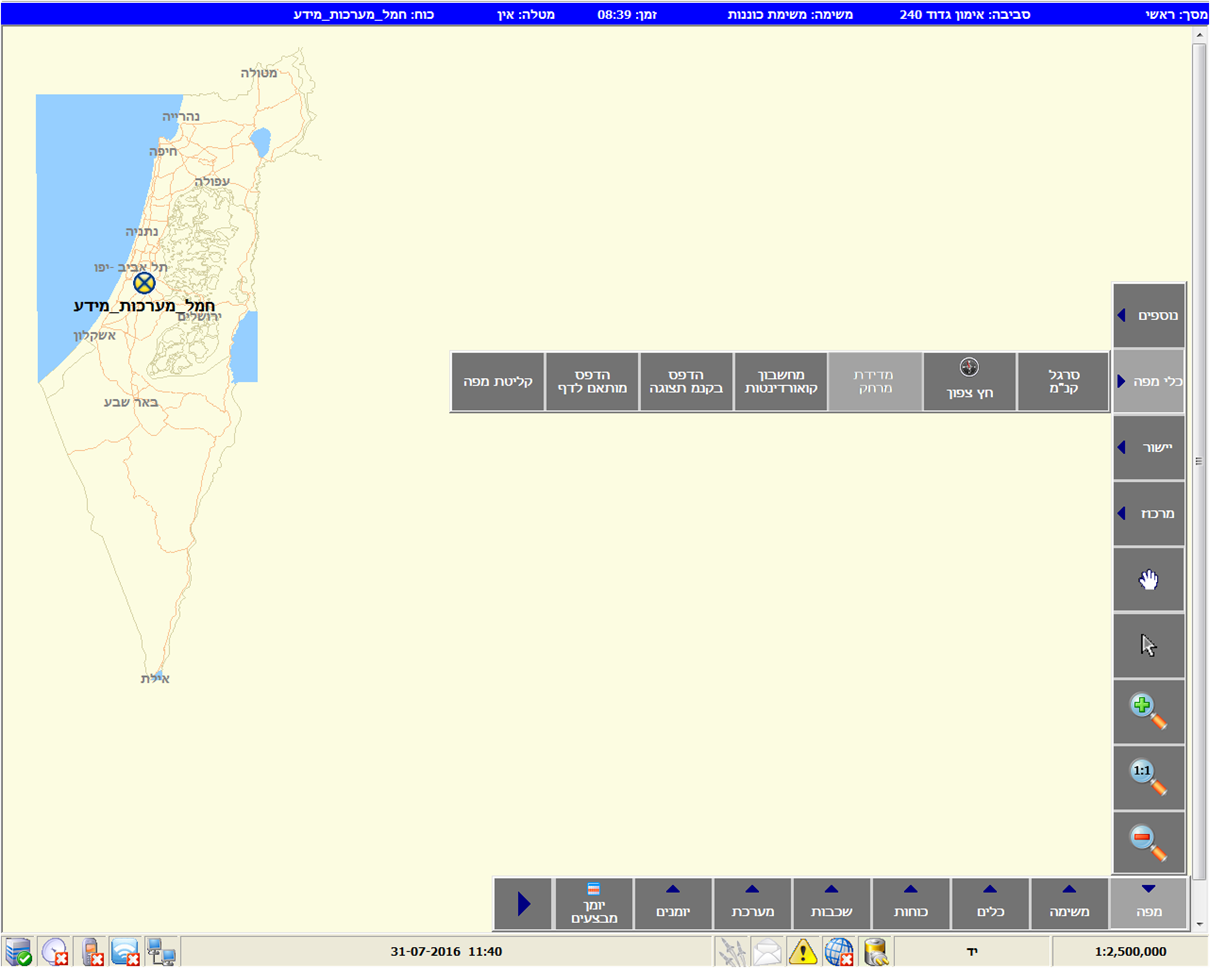 מסך: ראשי
סביבה: אימון גדוד 240
משימה: משימת כוננות
זמן: 08:39
מטלה: אין
כוח: חמל_מערכות_מידע
מטולה
נהרייה
חיפה
עפולה
נתניה
תל אביב -יפו
חמל_מערכות_מידע
ירושלים
אשקלון
באר שבע
אילת
נוספים
כלי מפה
יישור
מרכוז
סרגל
קנ"מ
חץ צפון
מדידת
מרחק
מחשבון
קואורדינטות
הדפס
בקנמ תצוגה
הדפס
מותאם לדף
קליטת מפה
1:1
מפה
משימה
כלים
כוחות
שכבות
מערכת
יומנים
יומן
מבצעים
1:2,500,000
יד
31-07-2016 11:40